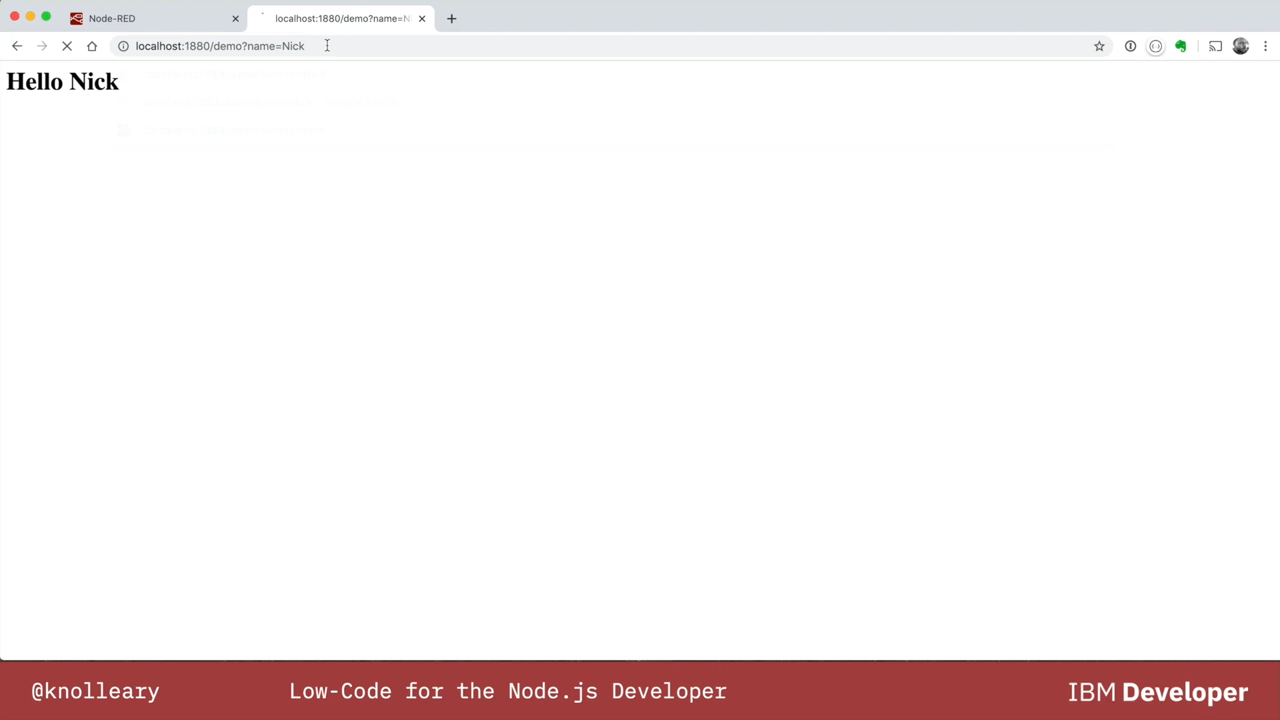 Node-RED
localhost:1880/demo?name=N
localhost:1880/demo?name=Nick
Hello Nick
@knolleary
Low-Code for the Node.js Developer
IBM Developer